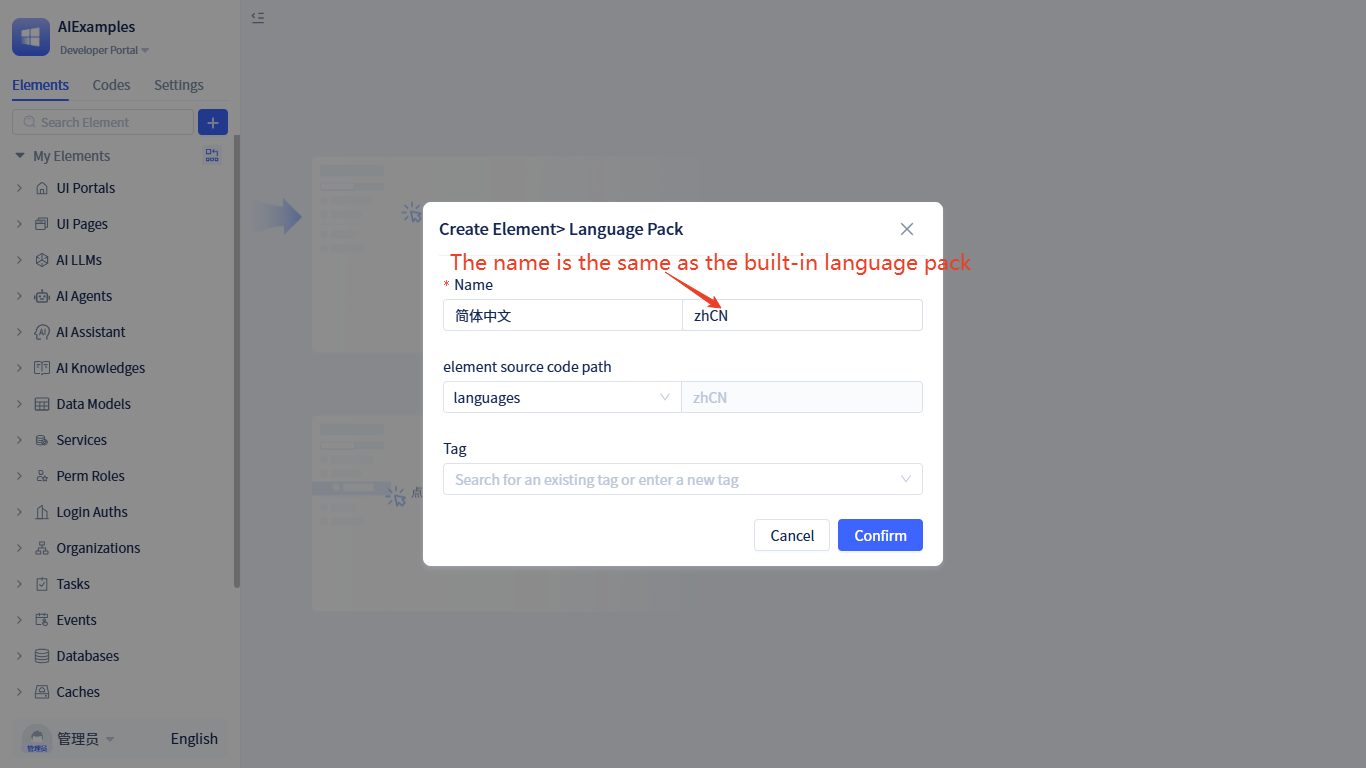 AIExamples
Developer Portal
Elements Codes Settings
Search Element
My Elements
UI Portals
UI Pages
AI LLMs
AI Agents
AI Assistant
AI Knowledges
Data Models
Services
Perm Roles
Login Auths
Organizations
Tasks
Events
Databases
Caches
管理员
管理员 English
点
Create Element> Language Pack
The name is the same as the built-in language pack
* Name
简体中文 zhCN
element source code path
languages zhCN
Tag
Search for an existing tag or enter a new tag
Cancel Confirm